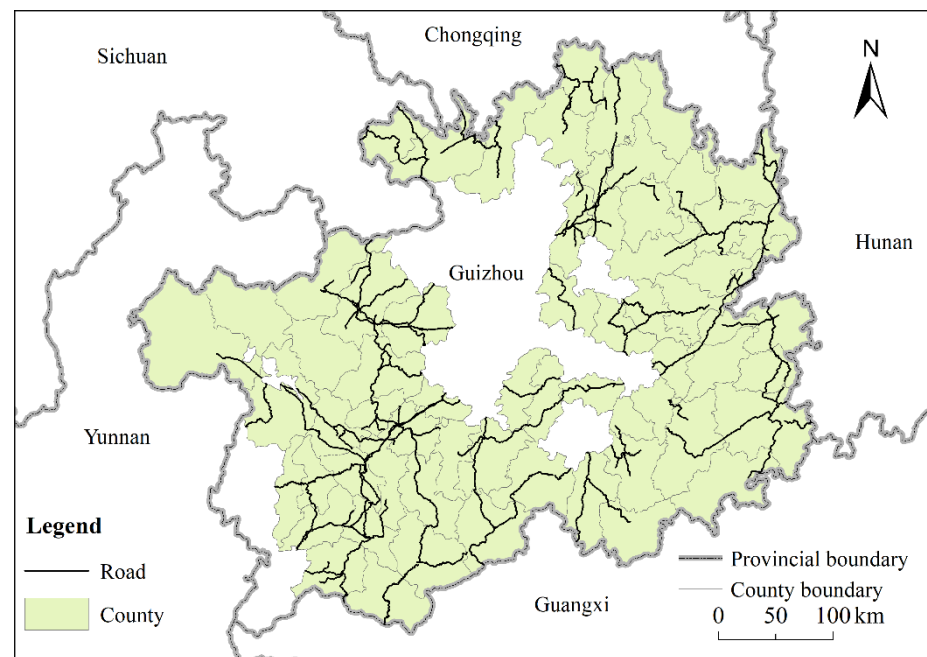 Chongqing
Sichuan
N
Hunan
Guizhou
Yunnan
Legend
Road
County
Guangxi
Provincial boundary
County boundary
0 50 100 km